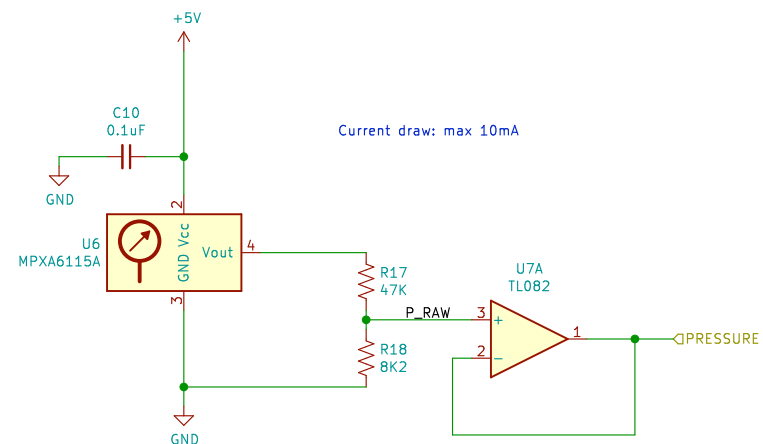 +5V
C10
0.1uF
Current draw: max 10mA
GND
2
U6
MPXA6115A
GND Vcc
Vout
4
3
R17
47K
P_RAW
R18
8K2
U7A
TL082
3
+
2
-
1
PRESSURE
GND